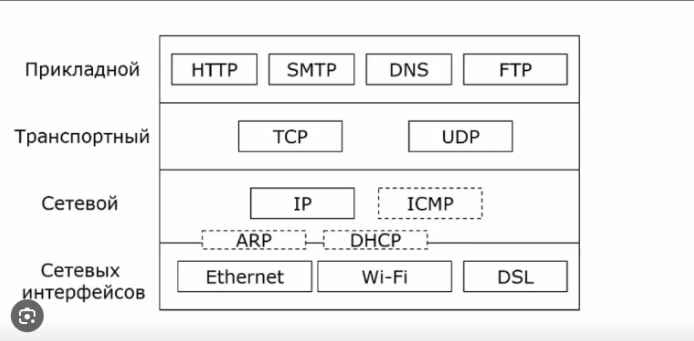 Прикладной HTTP SMTP DNS FTP
Транспортный TCP UDP
Сетевой IP ICMP
ARP DHCP
Сетевых
интерфейсов Ethernet Wi-Fi DSL